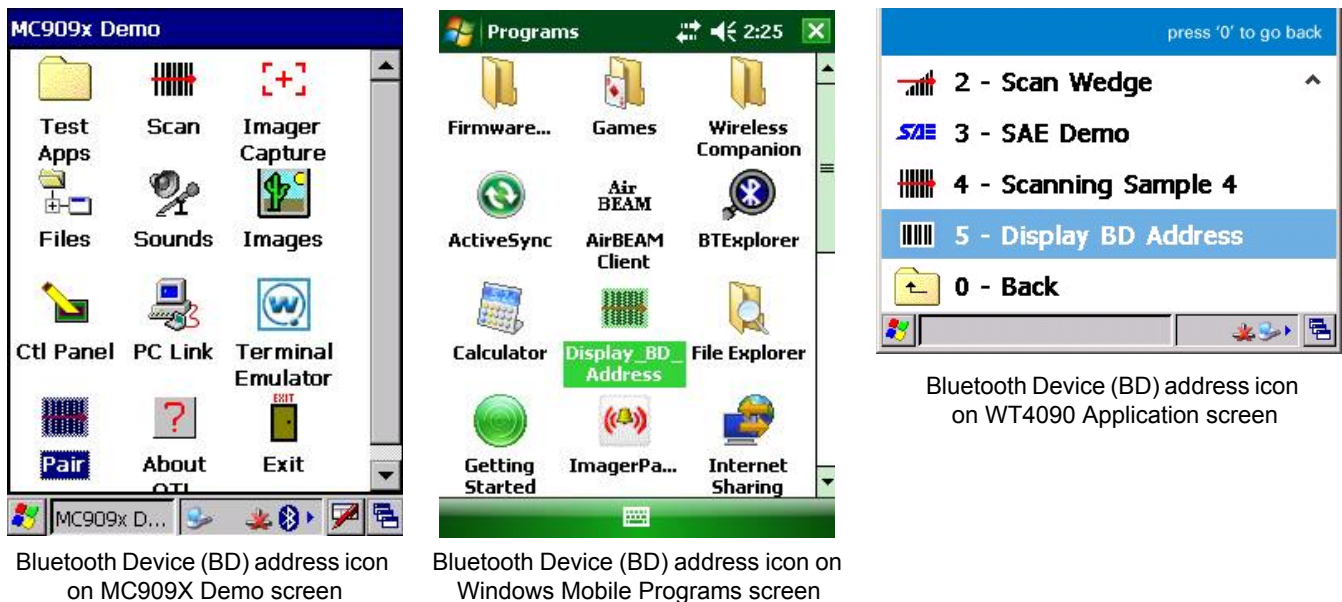 MC909x Demo
Test Apps
Scan
Imager Capture
Files
Sounds
Images
Ctl Panel
PC Link
Terminal Emulator
EXIT
Pair
About
Exit
MC909x D...
Bluetooth Device (BD) address icon
on MC909X Demo screen
Programs
2:25
Firmware...
Games
Wireless Companion
ActiveSync
Air
BEAM
AirBEAM Client
BTExplorer
Calculator
Display_BD_
Address
File Explorer
Getting Started
ImagerPa...
Internet Sharing
Bluetooth Device (BD) address icon on
Windows Mobile Programs screen
press '0' to go back
2 - Scan Wedge
SAE 3 - SAE Demo
4 - Scanning Sample 4
5 - Display BD Address
0 - Back
Bluetooth Device (BD) address icon
on WT4090 Application screen